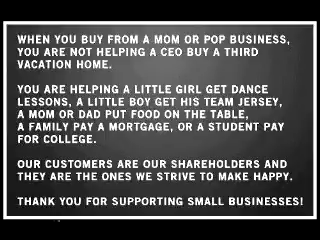 WHEN YOU BUY FROM A MOM OR POP BUSINESS,
YOU ARE NOT HELPING A CEO BUY A THIRD
VACATION HOME.
YOU ARE HELPING A LITTLE GIRL GET DANCE
LESSONS, A LITTLE BOY GET HIS TEAM JERSEY,
A MOM OR DAD PUT FOOD ON THE TABLE,
A FAMILY PAY A MORTGAGE, OR A STUDENT PAY
FOR COLLEGE.
OUR CUSTOMERS ARE OUR SHAREHOLDERS AND
THEY ARE THE ONES WE STRIVE TO MAKE HAPPY.
THANK YOU FOR SUPPORTING SMALL BUSINESSES!